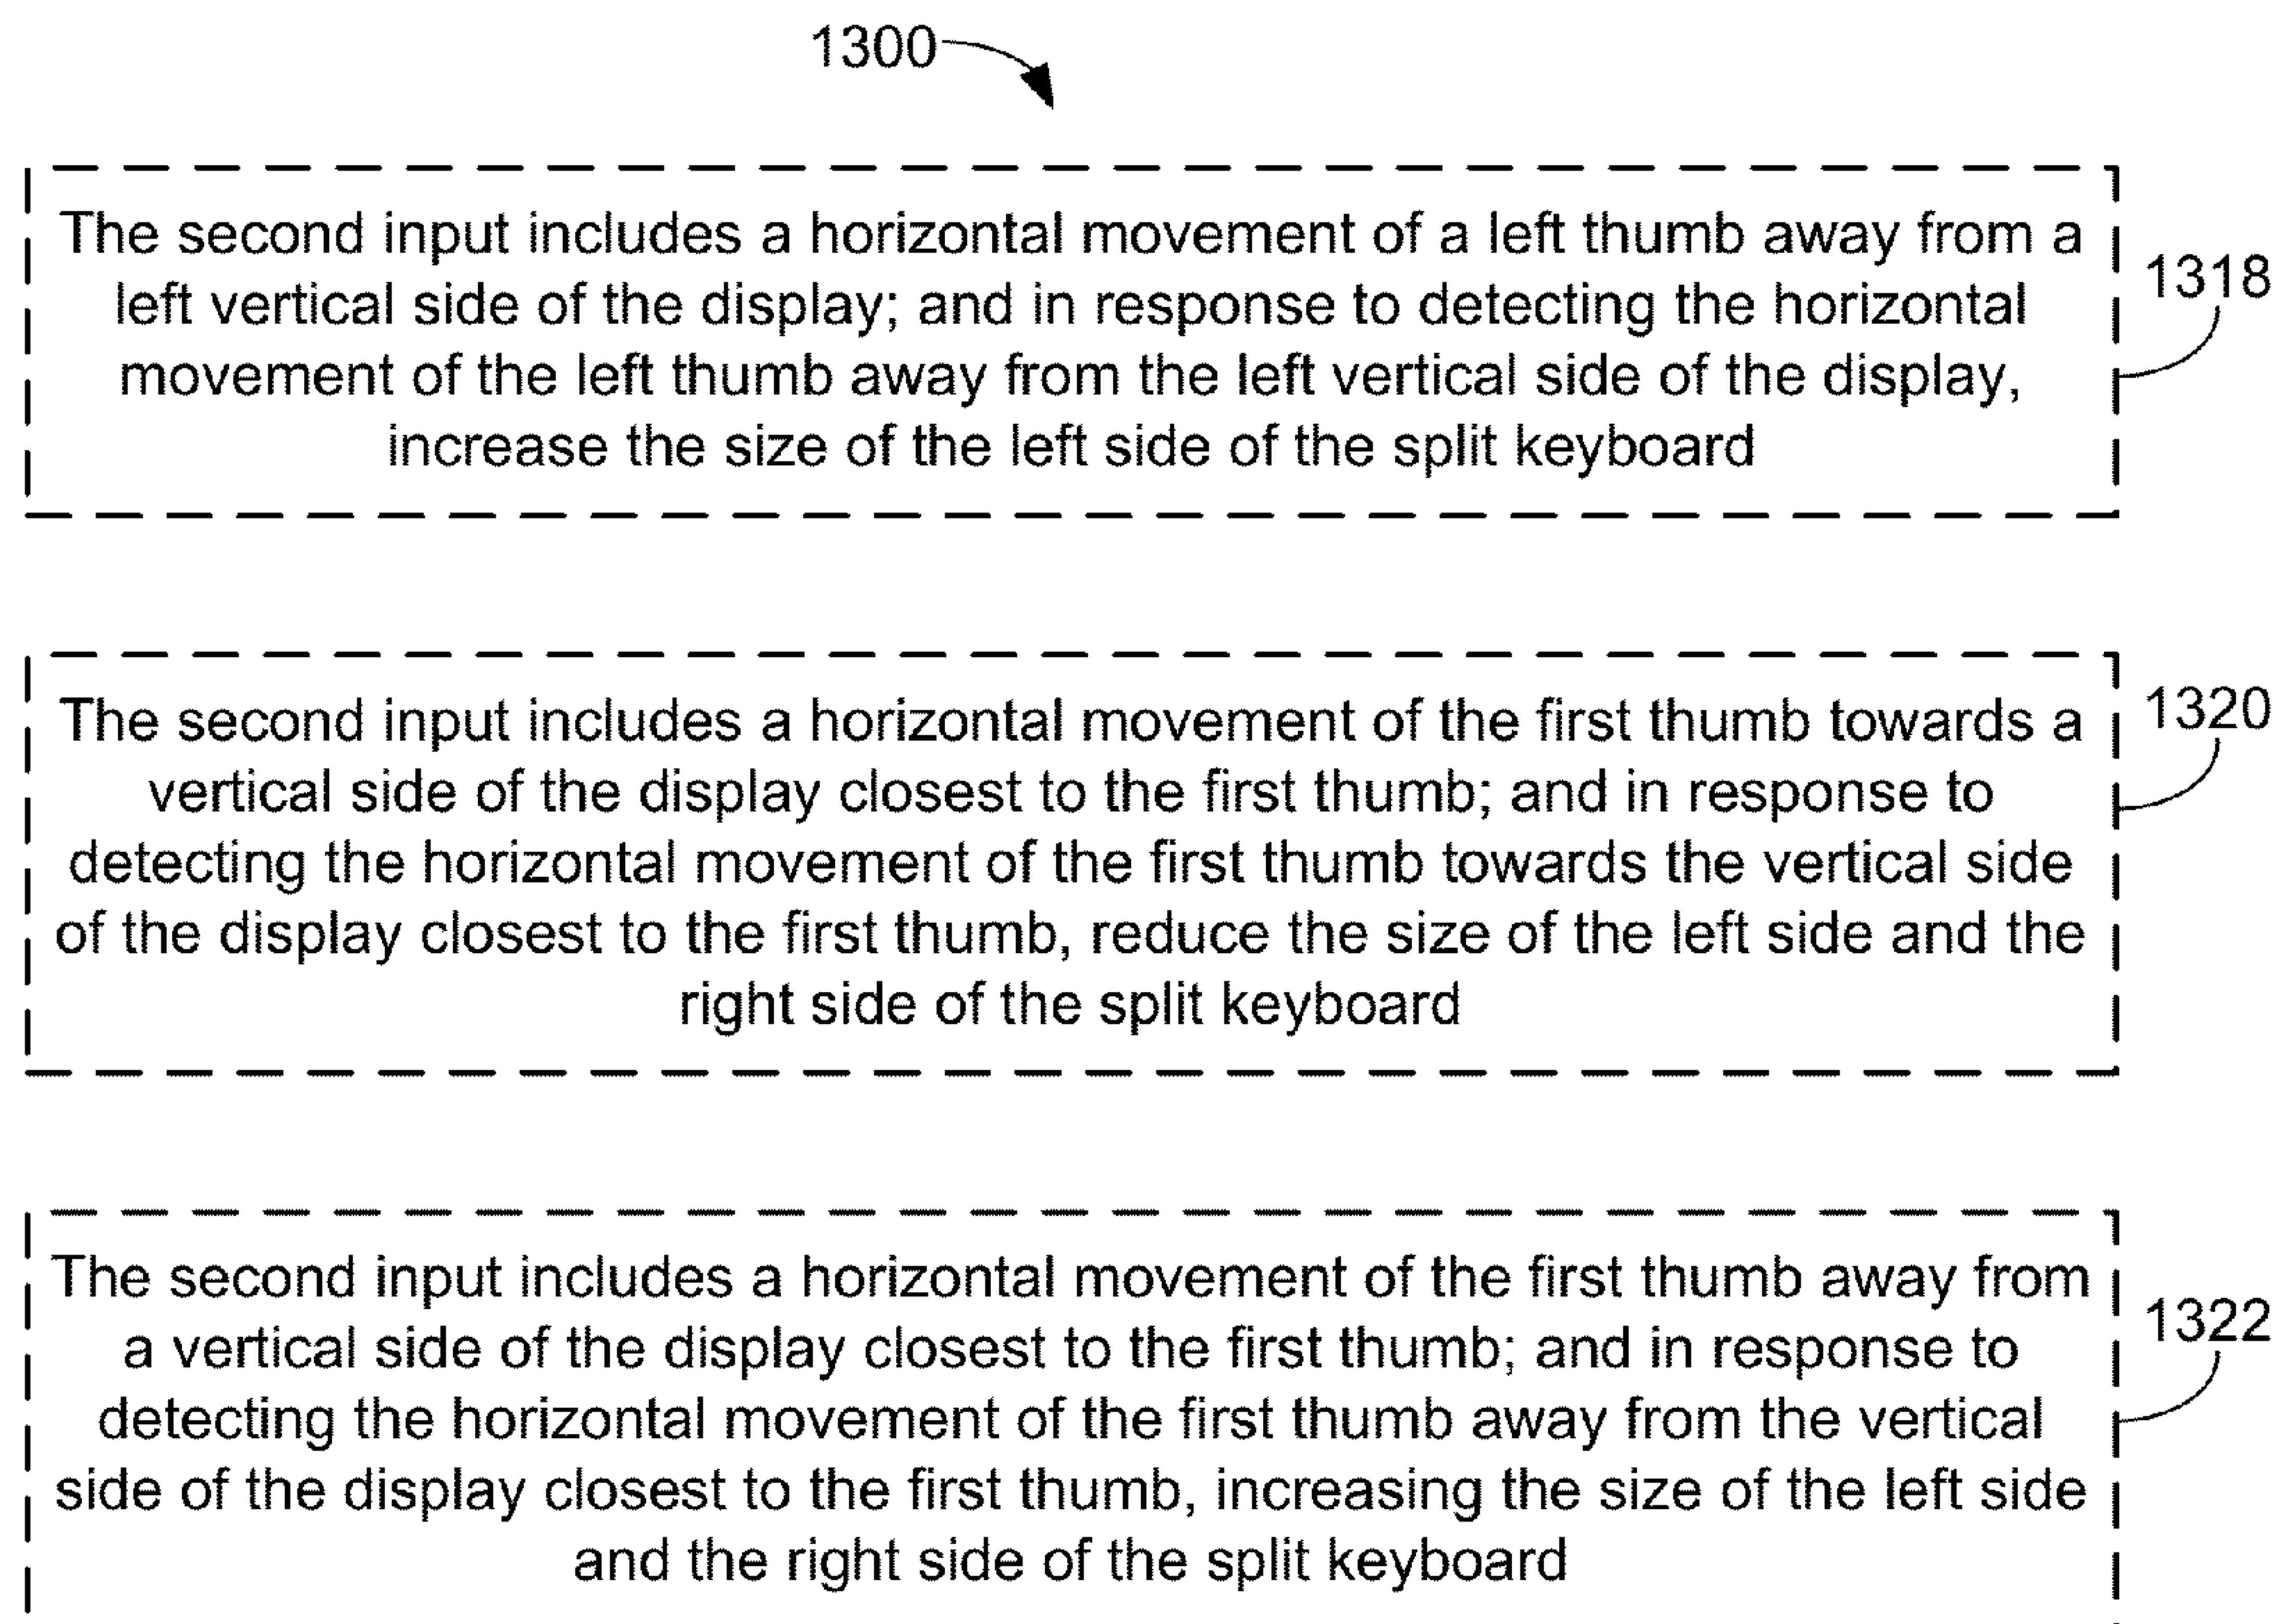 1300
The second input includes a horizontal movement of a left thumb away from a
left vertical side of the display; and in response to detecting the horizontal
movement of the left thumb away from the left vertical side of the display,
increase the size of the left side of the split keyboard
1318
The second input includes a horizontal movement of the first thumb towards a
vertical side of the display closest to the first thumb; and in response to
detecting the horizontal movement of the first thumb towards the vertical side
of the display closest to the first thumb, reduce the size of the left side and the
right side of the split keyboard
1320
The second input includes a horizontal movement of the first thumb away from
a vertical side of the display closest to the first thumb; and in response to
detecting the horizontal movement of the first thumb away from the vertical
side of the display closest to the first thumb, increasing the size of the left side
and the right side of the split keyboard
1322